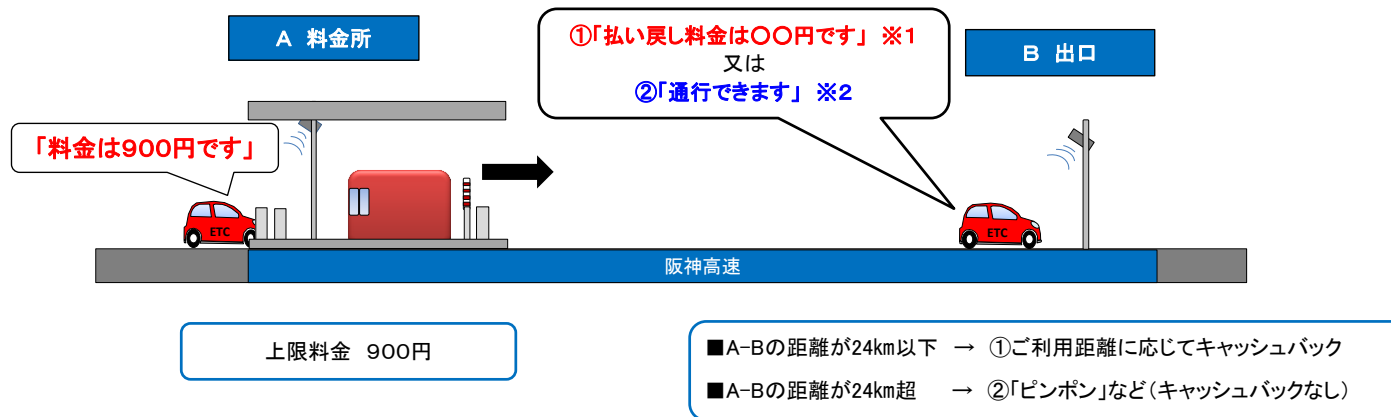 A 料金所
①「払い戻し料金は〇〇円です」 ※1
又は
②「通行できます」 ※2
B 出口
「料金は900円です」
ETC
ETC
阪神高速
上限料金 900円
■A-Bの距離が24km以下 → ①ご利用距離に応じてキャッシュバック
■A-Bの距離が24km超 → ②「ピンポン」など(キャッシュバックなし)